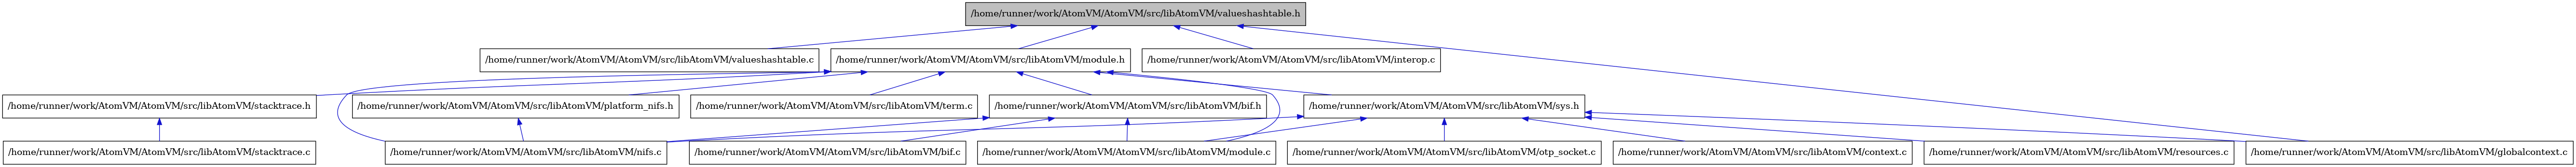 /home/runner/work/AtomVM/AtomVM/src/libAtomVM/valueshashtable.h
/home/runner/work/AtomVM/AtomVM/src/libAtomVM/valueshashtable.c
/home/runner/work/AtomVM/AtomVM/src/libAtomVM/module.h
/home/runner/work/AtomVM/AtomVM/src/libAtomVM/interop.c
/home/runner/work/AtomVM/AtomVM/src/libAtomVM/stacktrace.h
/home/runner/work/AtomVM/AtomVM/src/libAtomVM/platform_nifs.h
/home/runner/work/AtomVM/AtomVM/src/libAtomVM/term.c
/home/runner/work/AtomVM/AtomVM/src/libAtomVM/bif.h
/home/runner/work/AtomVM/AtomVM/src/libAtomVM/sys.h
/home/runner/work/AtomVM/AtomVM/src/libAtomVM/stacktrace.c
/home/runner/work/AtomVM/AtomVM/src/libAtomVM/nifs.c
/home/runner/work/AtomVM/AtomVM/src/libAtomVM/bif.c
/home/runner/work/AtomVM/AtomVM/src/libAtomVM/module.c
/home/runner/work/AtomVM/AtomVM/src/libAtomVM/otp_socket.c
/home/runner/work/AtomVM/AtomVM/src/libAtomVM/context.c
/home/runner/work/AtomVM/AtomVM/src/libAtomVM/resources.c
/home/runner/work/AtomVM/AtomVM/src/libAtomVM/globalcontext.c